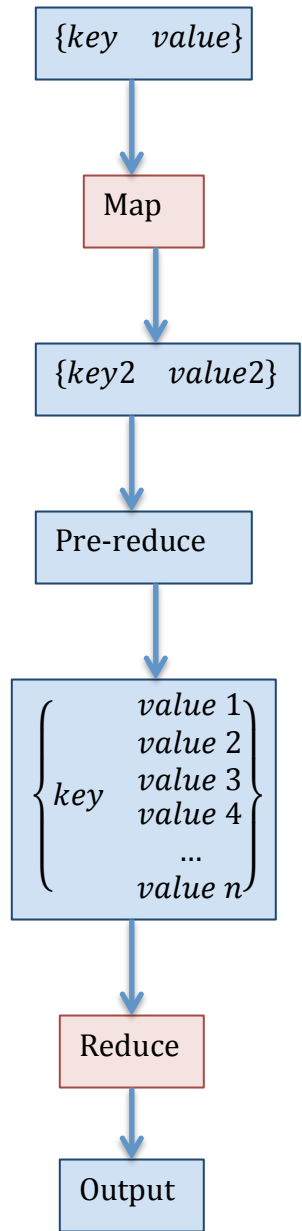 {key value}
Map
{key2 value2}
Pre-reduce
value 1
value 2
key value 3
value 4
...
value n
Reduce
Output